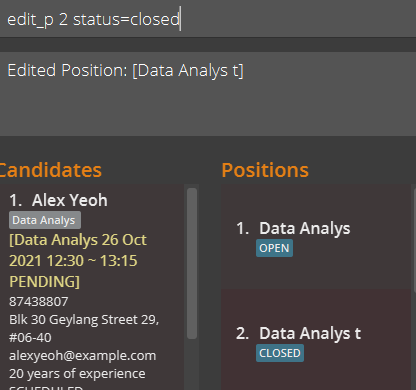 edit_p 2 status=closed
Edited Position: [Data Analys t]
Candidates
1. Alex Yeoh
Data Analys
[Data Analys 26 Oct
2021 12:30 ~ 13:15
PENDING]
87438807
Blk 30 Geylang Street 29,
#06-40
alexyeoh@example.com
20 years of experience
SCHEDULED
Positions
1. Data Analys
OPEN
2. Data Analys t
CLOSED